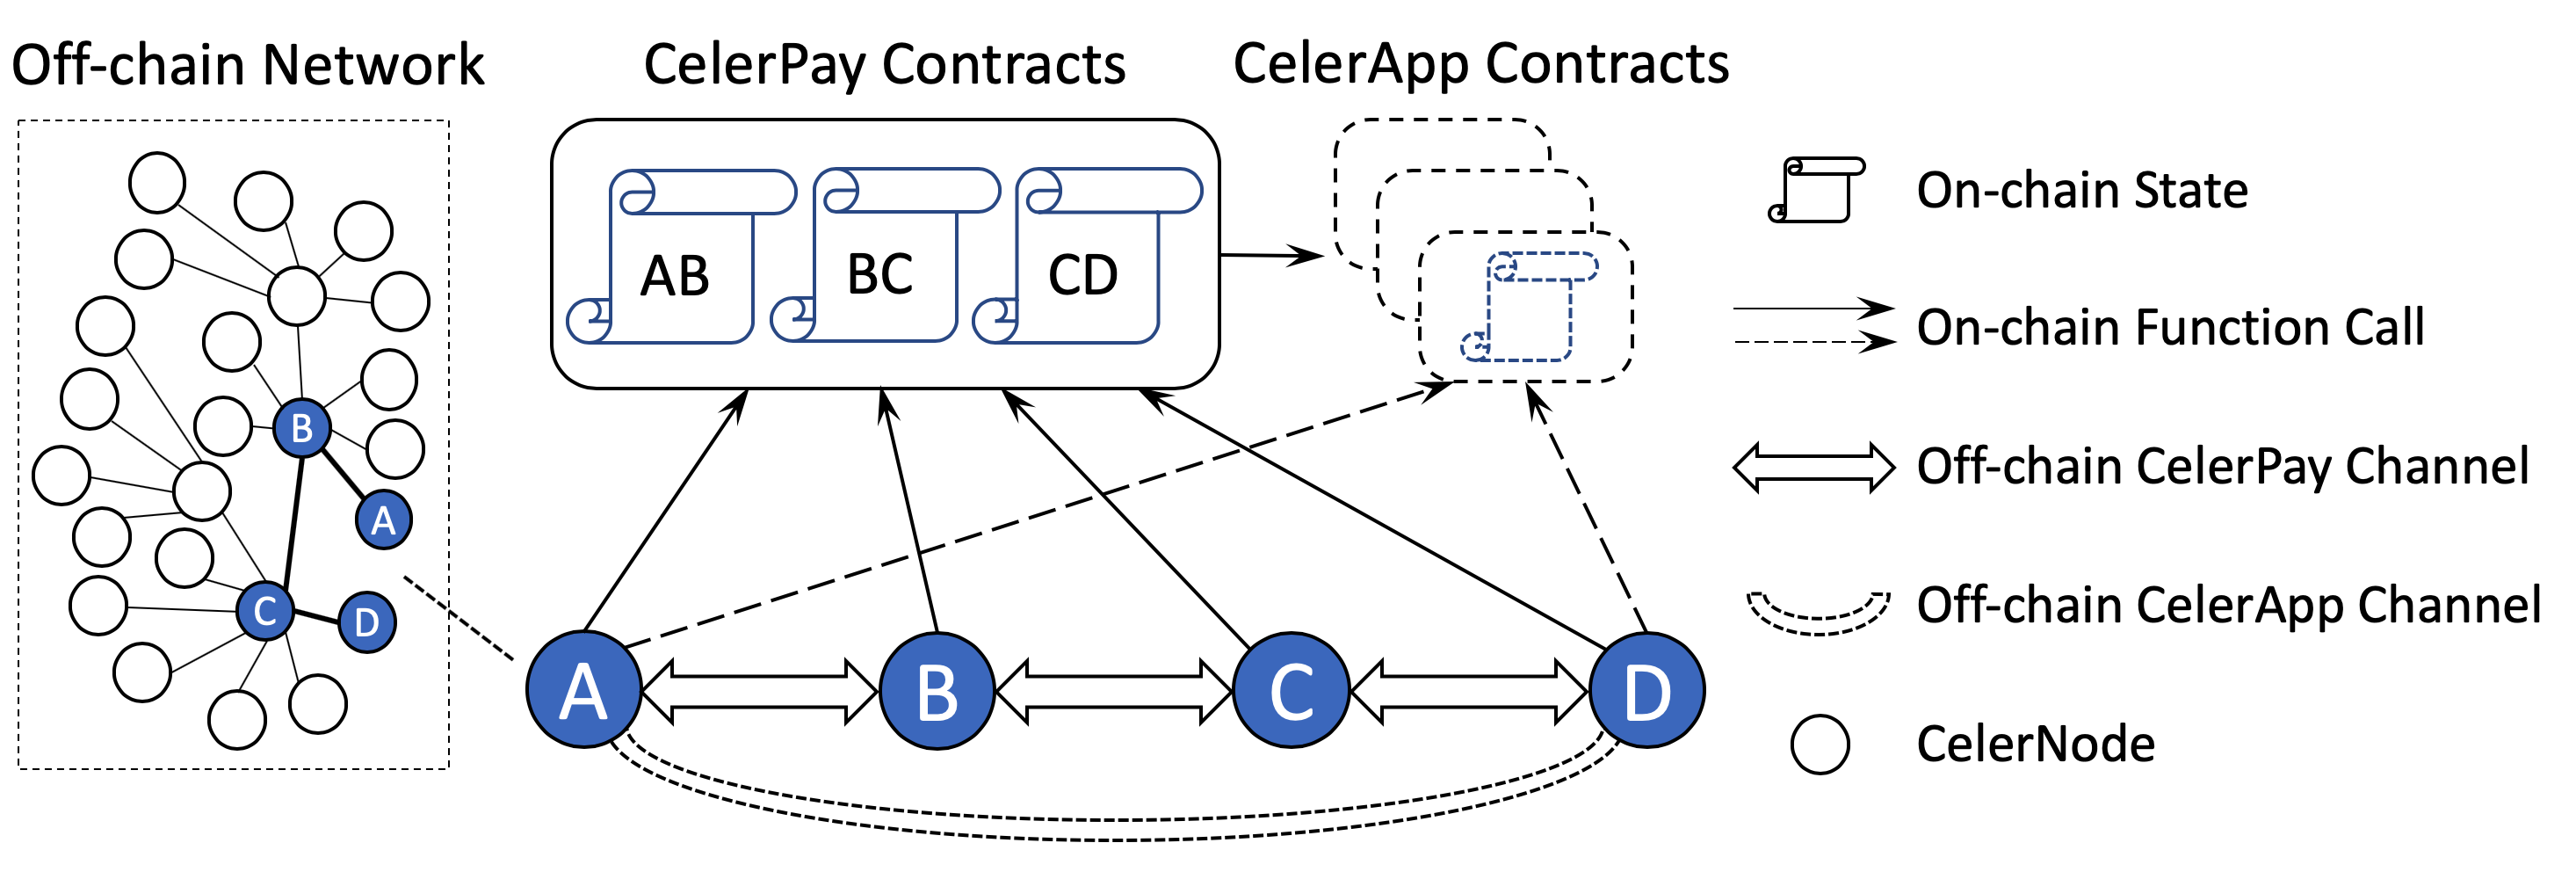 Off-chain Network
CelerPay Contracts
CelerApp Contracts
AB
BC
CD
B
A
C
D
A
B
C
D
On-chain State
On-chain Function Call
Off-chain CelerPay Channel
Off-chain CelerApp Channel
CelerNode